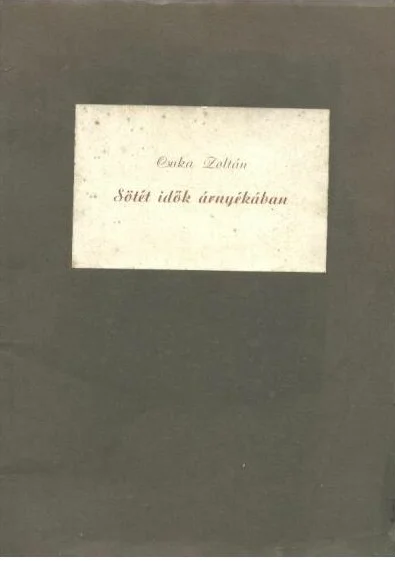 Csuka Zoltán
Sötét idők árnyékában